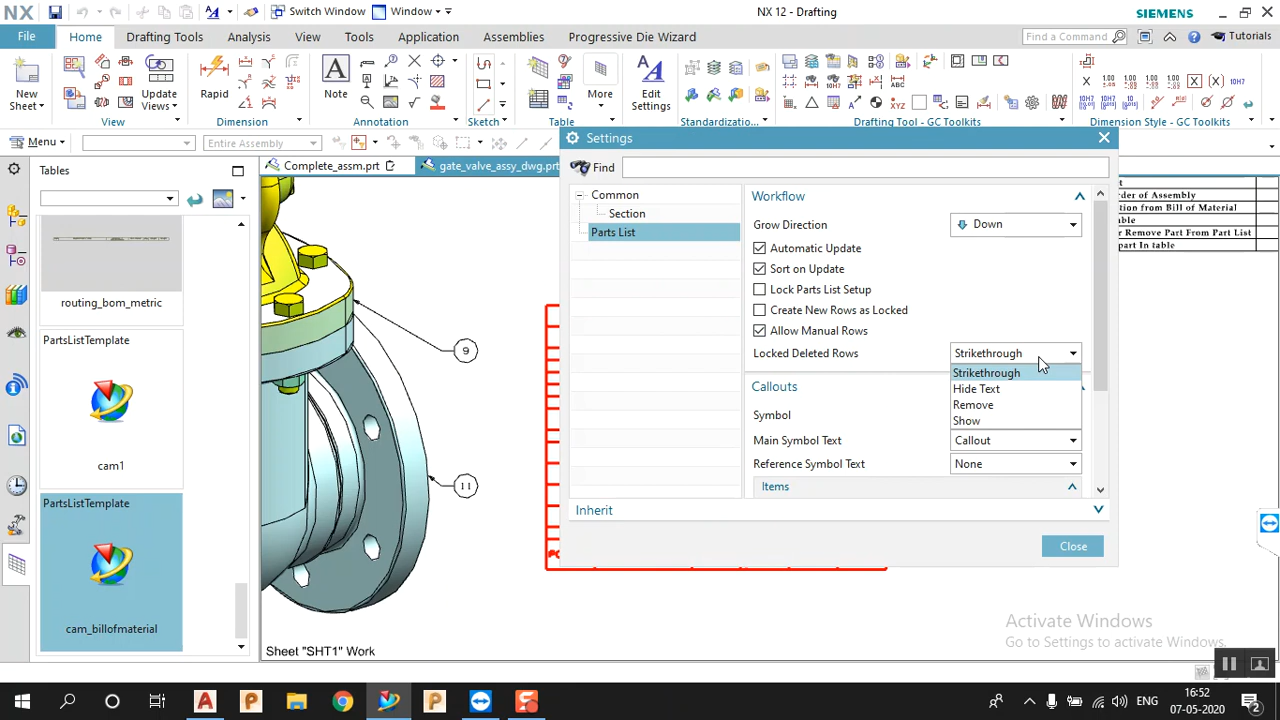 NX
Switch Window
Window
NX 12 - Drafting
SIEMENS
File
Home
Drafting Tools
Analysis
View
Tools
Application
Assemblies
Progressive Die Wizard
Find a Command
Tutorials
New
Sheet
Update
Views
View
Rapid
Dimension
Note
Annotation
Sketch
Table
More
Edit
Settings
Standardizatio...
Drafting Tool - GC Toolkits
Dimension Style - GC Toolkits
Menu
Entire Assembly
Tables
Complete_assm.prt
gate_valve_assy_dwg.prt
routing_bom_metric
PartsListTemplate
cam1
PartsListTemplate
cam_billofmaterial
9
11
Sheet "SHT1" Work
Settings
Find
Common
Section
Parts List
Workflow
Grow Direction
Down
Automatic Update
Sort on Update
Lock Parts List Setup
Create New Rows as Locked
Allow Manual Rows
Locked Deleted Rows
Strikethrough
Strikethrough
Hide Text
Remove
Show
Callouts
Symbol
Main Symbol Text
Callout
Reference Symbol Text
None
Items
Inherit
Close
rder of Assembly
tion from Bill of Material
able
r Remove Part From Part List
part In table
Activate Windows
Go to Settings to activate Windows.
ENG
16:52
07-05-2020
2